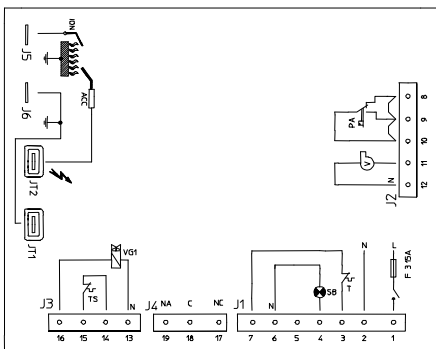 J5
ION
J6
ACC
JT2
JT1
8
9
10
11
12
PA
V
N
J2
J3
VG1
TS
N
16
15
14
13
J4
NA
C
NC
19
18
17
J1
N
SB
T
N
L
F 3.15A
7
6
5
4
3
2
1